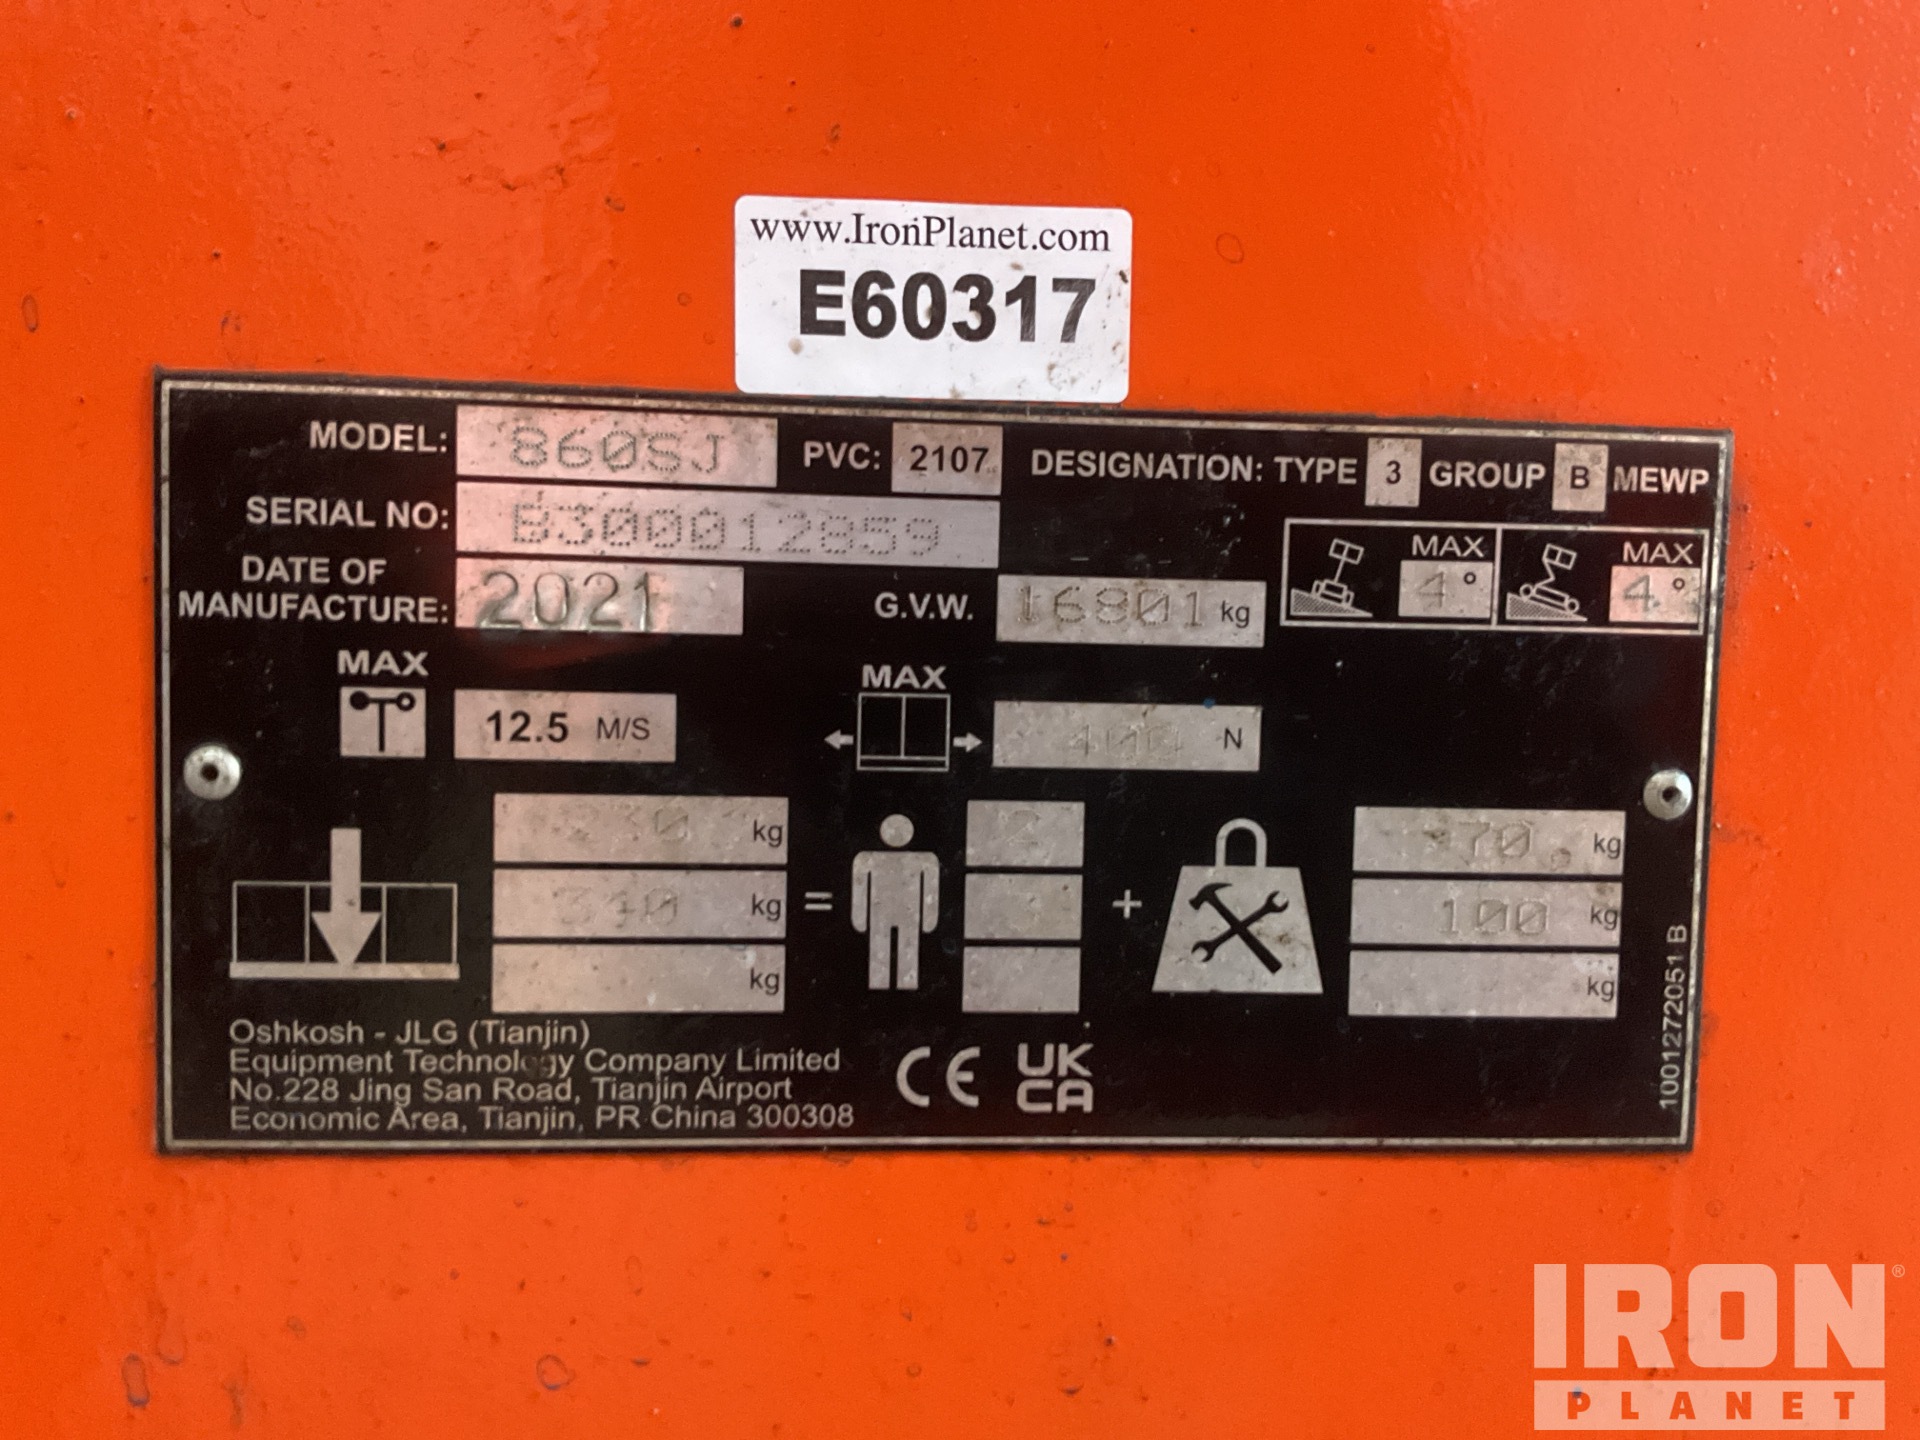 www.IronPlanet.com
E60317
MODEL: 860SJ PVC: 2107 DESIGNATION: TYPE 3 GROUP B MEWP
SERIAL NO: B300012859
MAX 4° MAX 4°
DATE OF
MANUFACTURE: 2021 G.V.W. 16801 kg
MAX 12.5 M/S MAX 400 N
230 kg 2 70 kg
340 kg = 3 + 100 kg
kg kg
Oshkosh - JLG (Tianjin)
Equipment Technology Company Limited
No.228 Jing San Road, Tianjin Airport
Economic Area, Tianjin, PR China 300308
CE UK
CA
1001272051 B
IRON®
PLANET